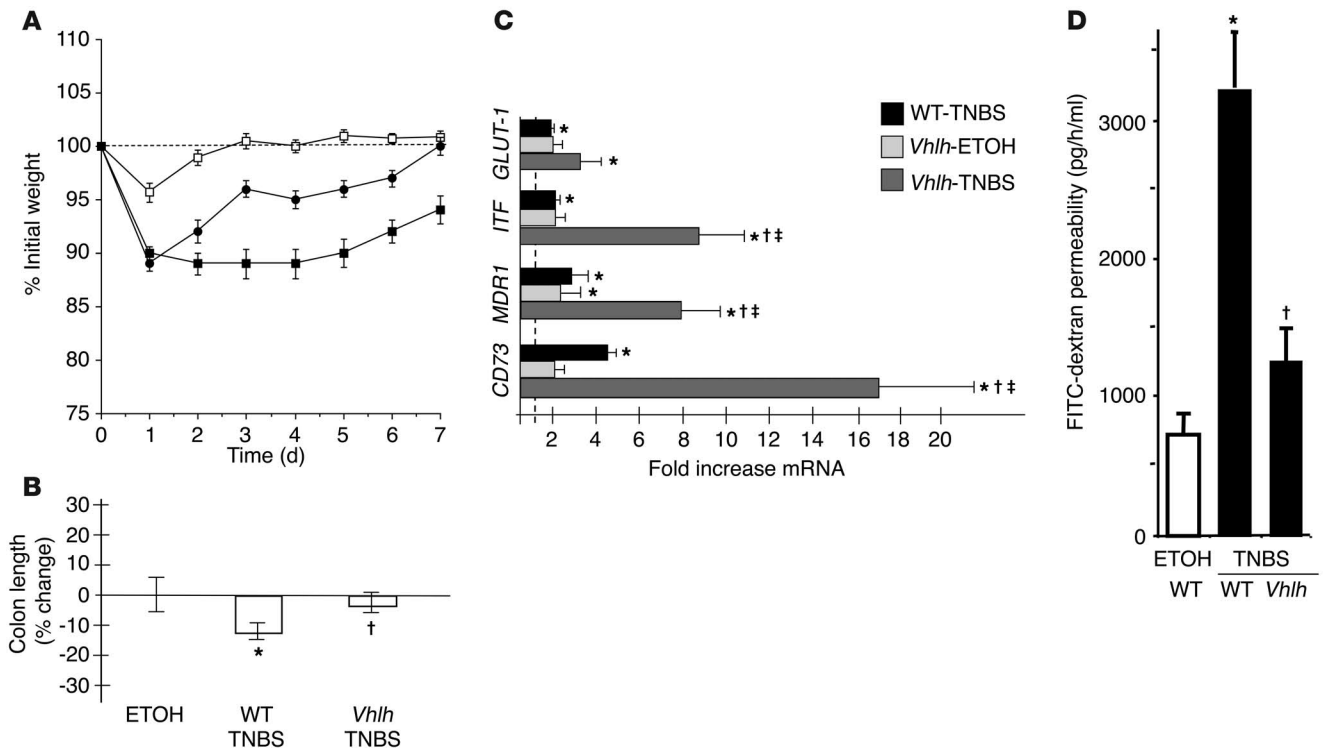 A
110
105
100
95
90
85
80
75
% Initial weight
0 1 2 3 4 5 6 7
Time (d)
B
30
20
10
0
-10
-20
-30
Colon length
(% change)
*
†
ETOH
WT
TNBS
Vhlh
TNBS
C
WT-TNBS
Vhlh-ETOH
Vhlh-TNBS
GLUT-1
*
*
ITF
*
*†‡
MDR1
*
*
*†‡
CD73
*
*†‡
2 4 6 8 10 12 14 16 18 20
Fold increase mRNA
D
FITC-dextran permeability (pg/h/ml)
3000
2000
1000
0
*
†
ETOH TNBS
WT WT Vhlh